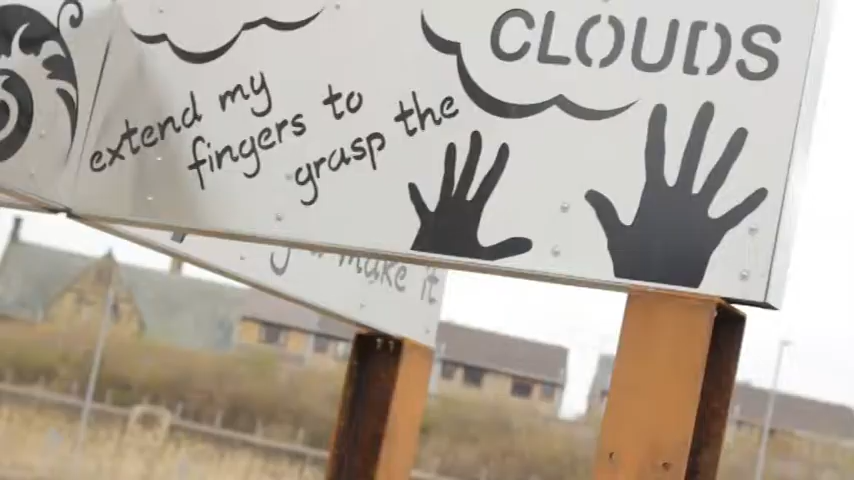 CLOUDS
extend my
fingers to
grasp the
make it